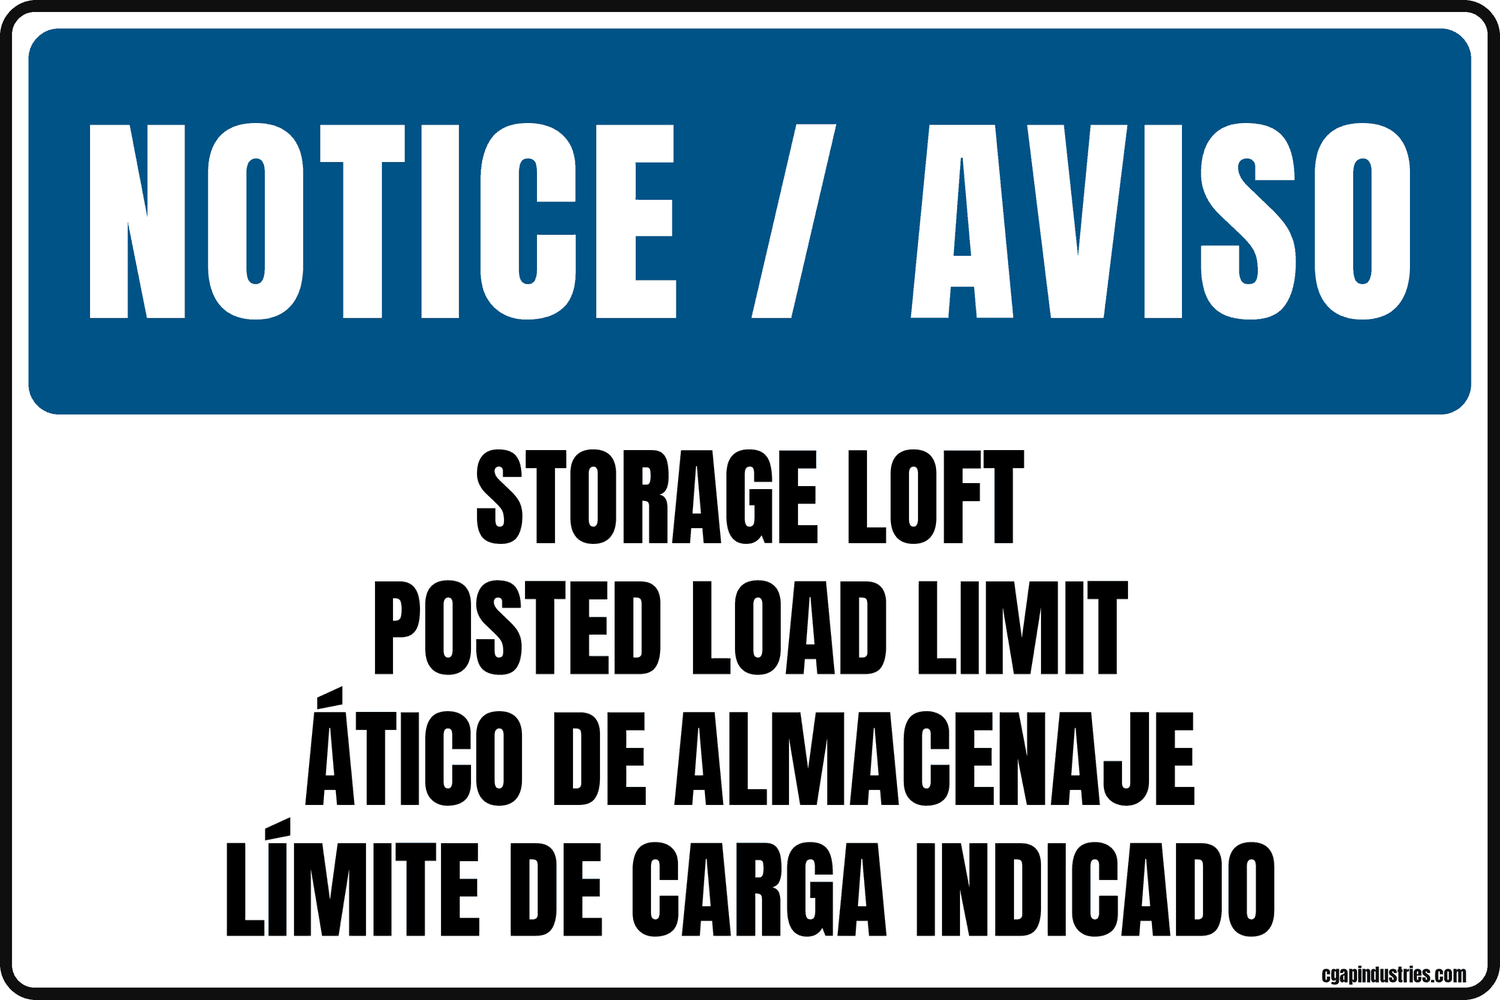 NOTICE / AVISO
STORAGE LOFT
POSTED LOAD LIMIT
ÁTICO DE ALMACENAJE
LÍMITE DE CARGA INDICADO
cgapindustries.com